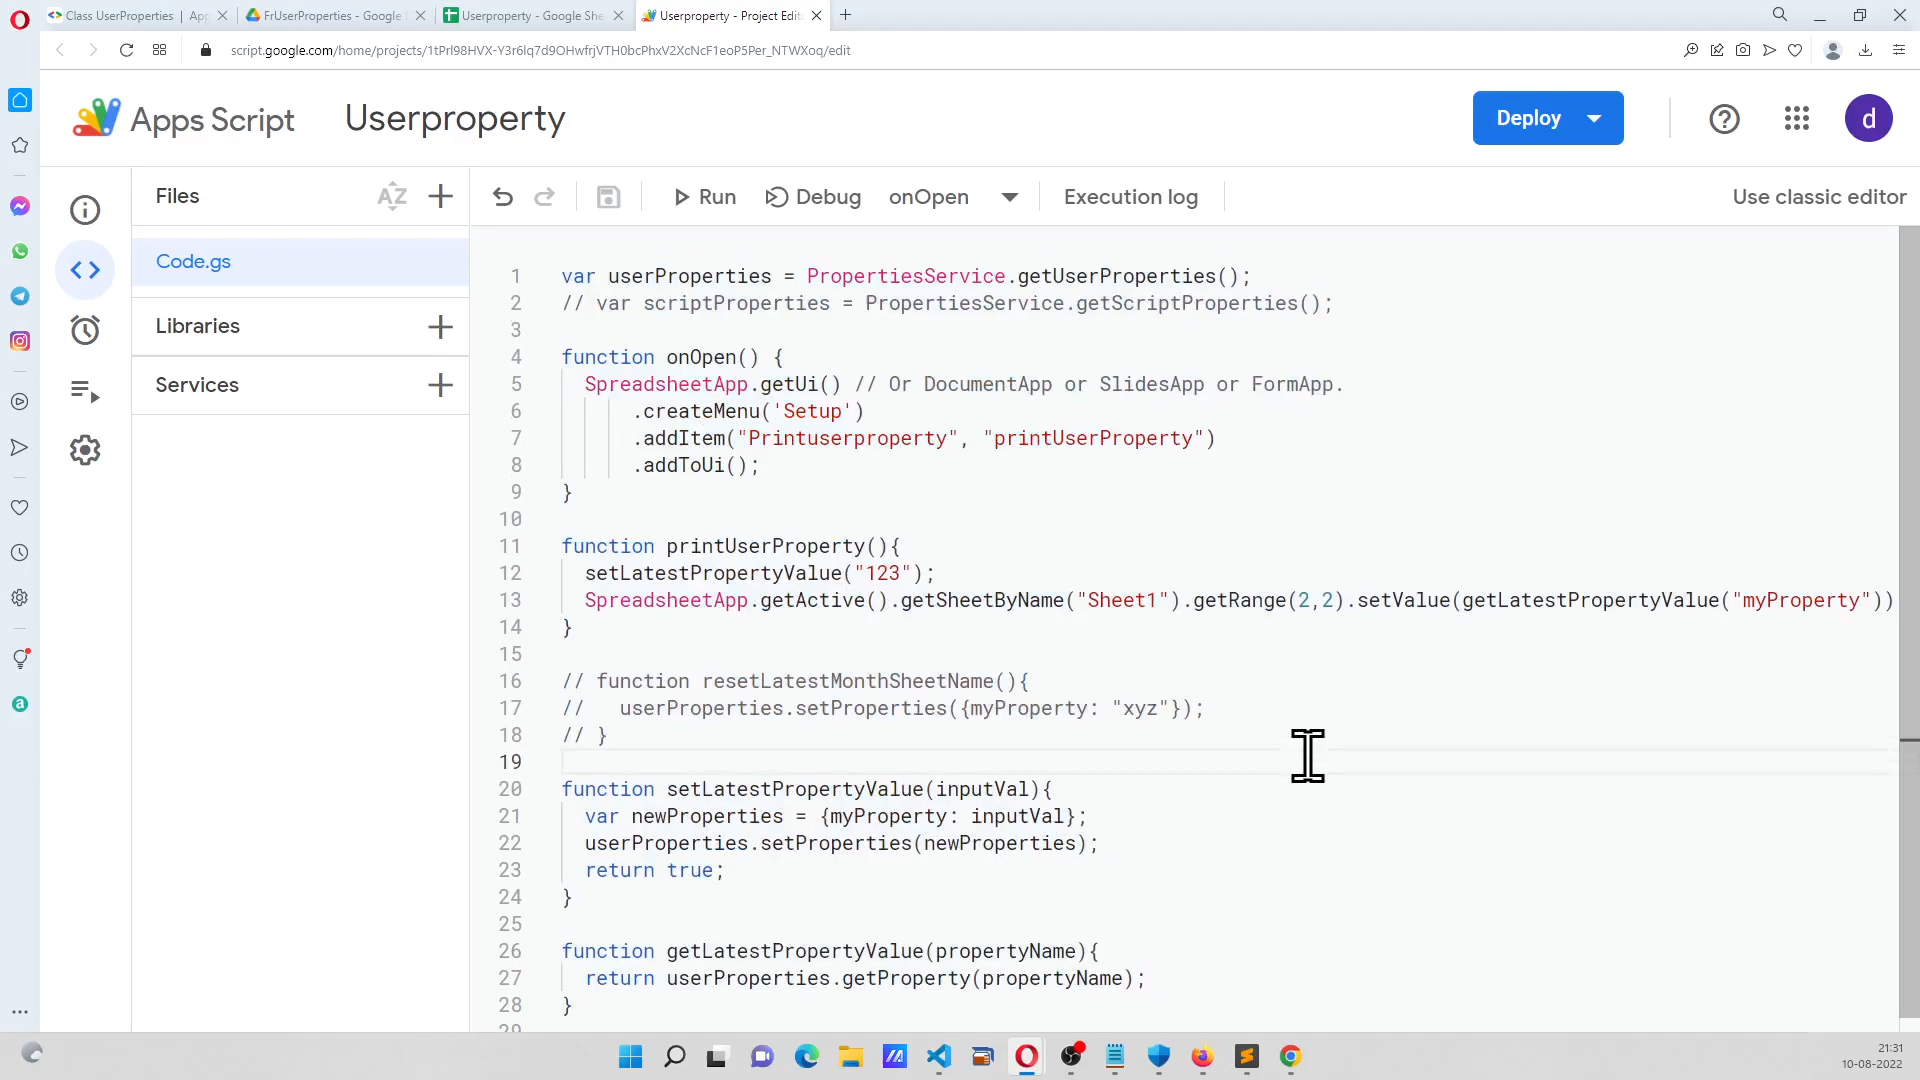 Class UserProperties | App
FrUserProperties - Google
Userproperty - Google She
Userproperty - Project Edit
script.google.com/home/projects/1tPrI98HVX-Y3r6lq7d9OHwfrjVTH0bcPhxV2XcNcF1eoP5Per_NTWXoq/edit
Apps Script
Userproperty
Deploy
d
Files
AZ
Run
Debug
onOpen
Execution log
Use classic editor
Code.gs
Libraries
Services
1 var userProperties = PropertiesService.getUserProperties();
2 // var scriptProperties = PropertiesService.getScriptProperties();
3
4 function onOpen() {
5 SpreadsheetApp.getUi() // Or DocumentApp or SlidesApp or FormApp.
6 .createMenu('Setup')
7 .addItem("Printuserproperty", "printUserProperty")
8 .addToUi();
9 }
10
11 function printUserProperty(){
12 setLatestPropertyValue("123");
13 SpreadsheetApp.getActive().getSheetByName("Sheet1").getRange(2,2).setValue(getLatestPropertyValue("myProperty"))
14 }
15
16 // function resetLatestMonthSheetName(){
17 // userProperties.setProperties({myProperty: "xyz"});
18 // }
19
20 function setLatestPropertyValue(inputVal){
21 var newProperties = {myProperty: inputVal};
22 userProperties.setProperties(newProperties);
23 return true;
24 }
25
26 function getLatestPropertyValue(propertyName){
27 return userProperties.getProperty(propertyName);
28 }
29
21:31
10-08-2022